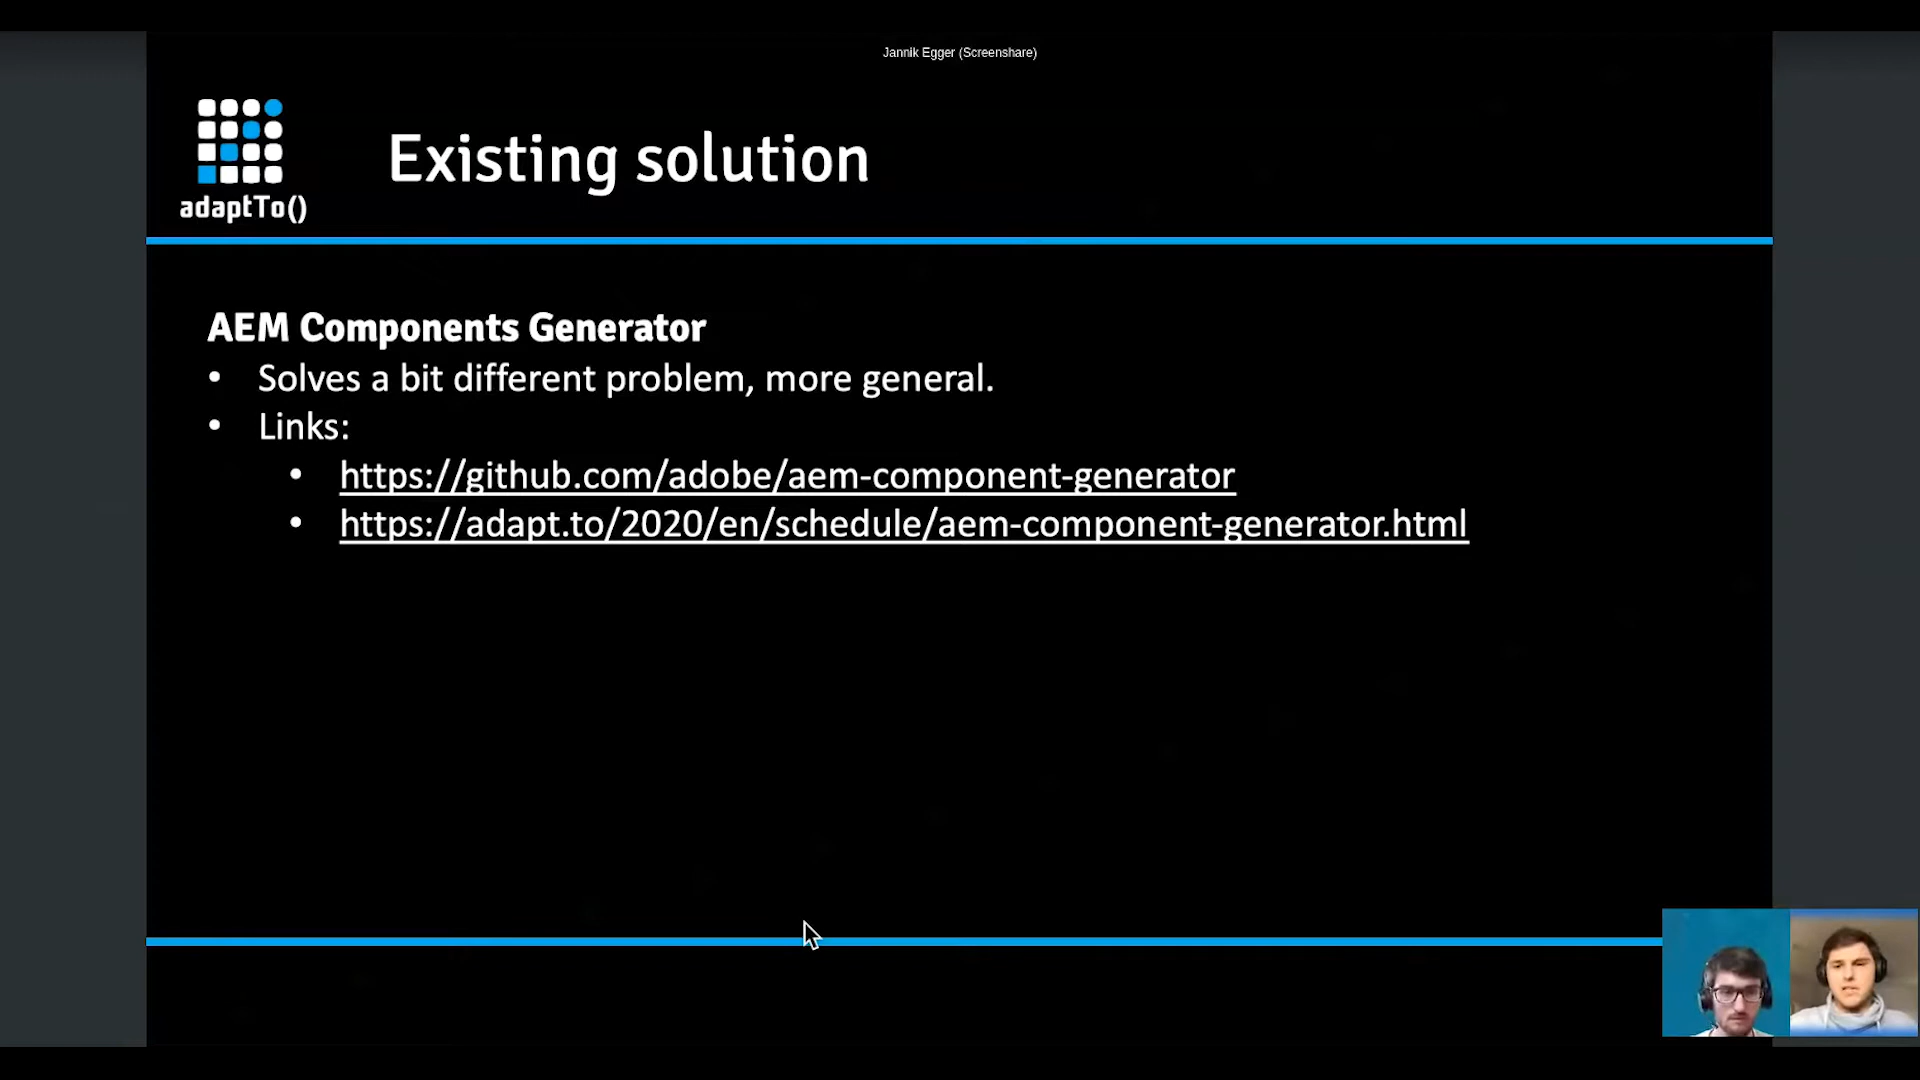 Jannik Egger (Screenshare)
adaptTo()
Existing solution
AEM Components Generator
• Solves a bit different problem, more general.
• Links:
• https://github.com/adobe/aem-component-generator
• https://adapt.to/2020/en/schedule/aem-component-generator.html